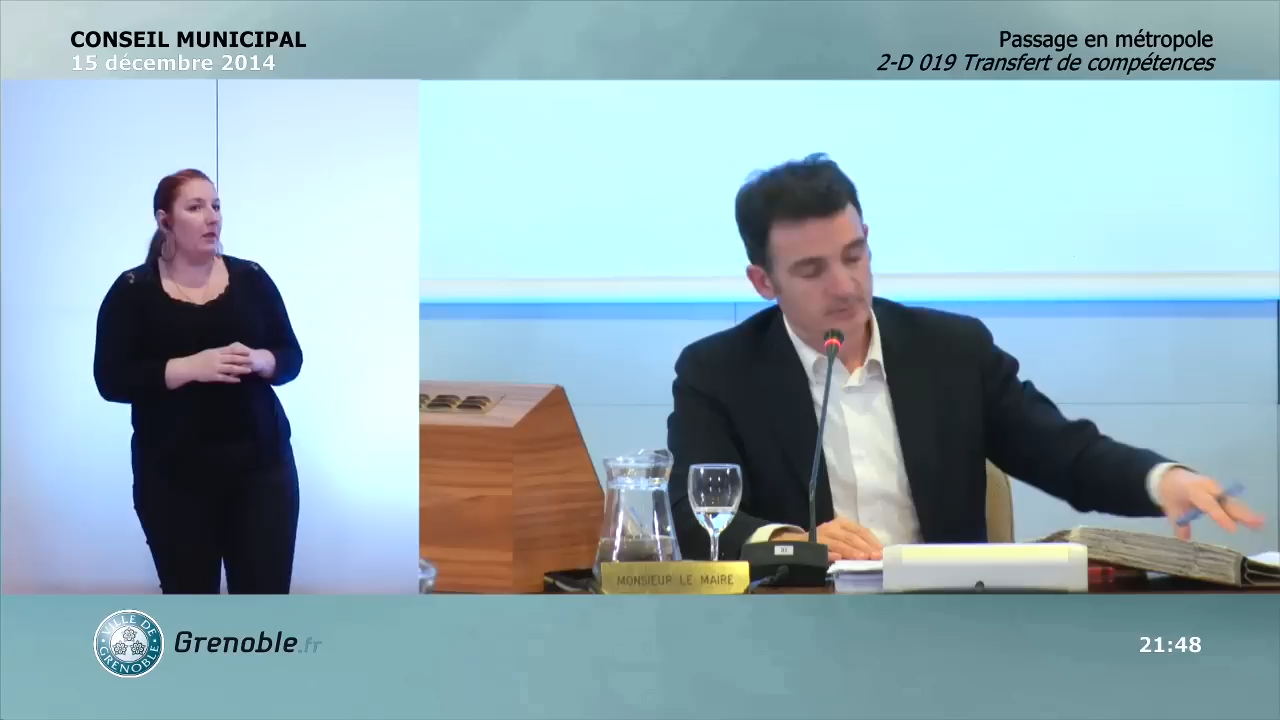 CONSEIL MUNICIPAL
15 décembre 2014
Passage en métropole
2-D 019 Transfert de compétences
MONSIEUR LE MAIRE
VILLE DE GRENOBLE
Grenoble.fr
21:48